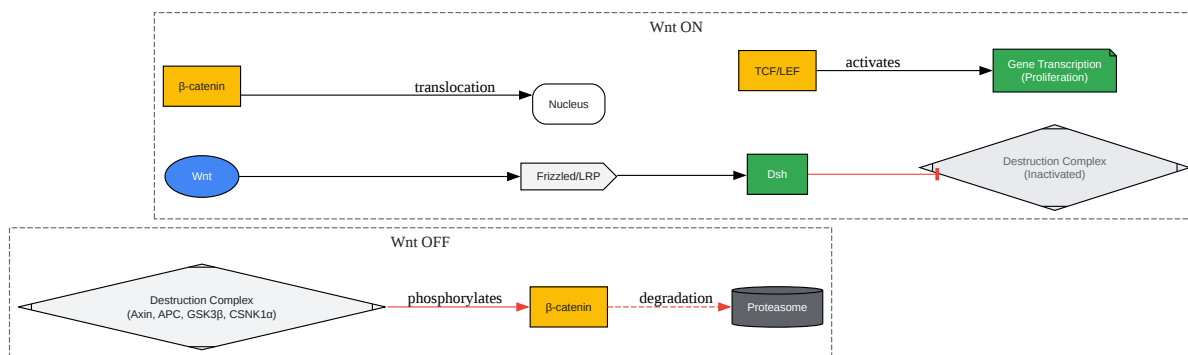 Wnt ON
β-catenin
translocation
Nucleus
TCF/LEF
activates
Gene Transcription
(Proliferation)
Wnt
Frizzled/LRP
Dsh
Destruction Complex
(Inactivated)
Wnt OFF
Destruction Complex
(Axin, APC, GSK3β, CSNK1α)
phosphorylates
β-catenin
degradation
Proteasome